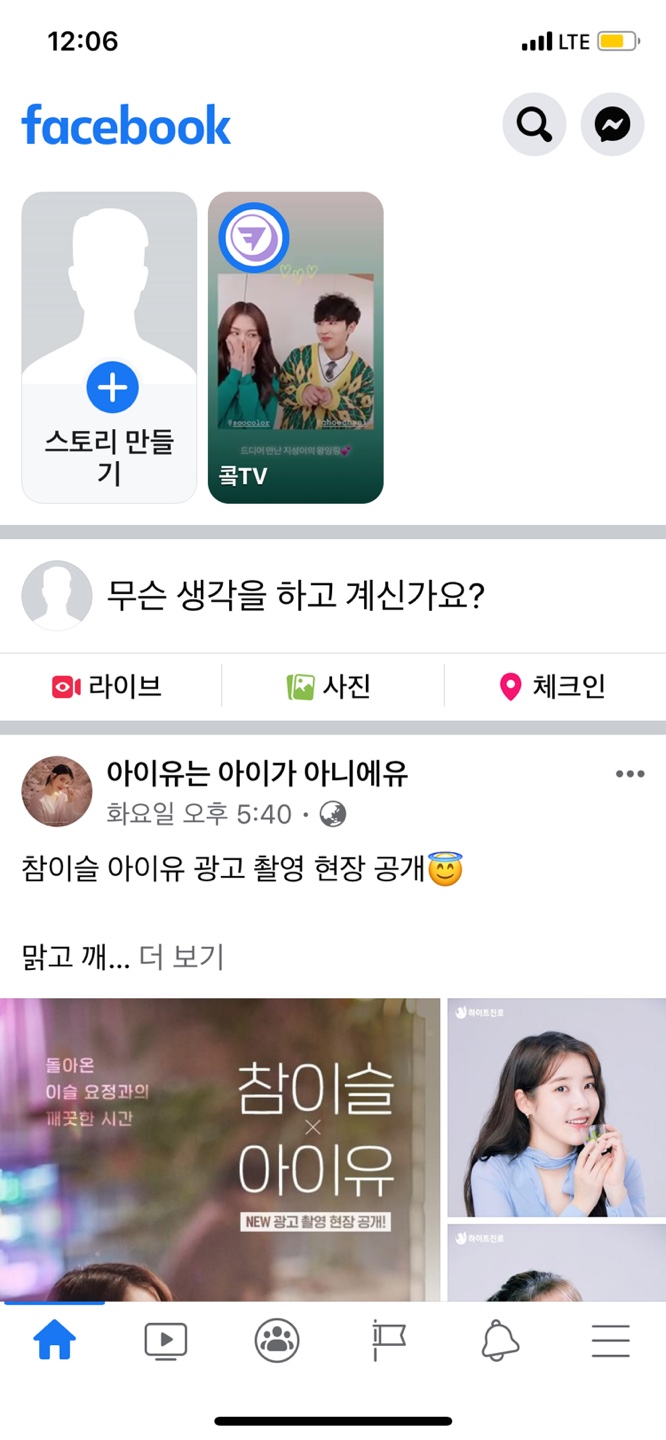 12:06
LTE
facebook
@soocolor
드디어 만난 지성이의 왕잉링💕
콬TV
스토리 만들
기
무슨 생각을 하고 계신가요?
라이브
사진
체크인
아이유는 아이가 아니에유
화요일 오후 5:40 ·
참이슬 아이유 광고 촬영 현장 공개😇
맑고 깨... 더 보기
돌아온
이슬 요정과의
깨끗한 시간
참이슬
×
아이유
NEW 광고 촬영 현장 공개!
하이트진로
하이트진로